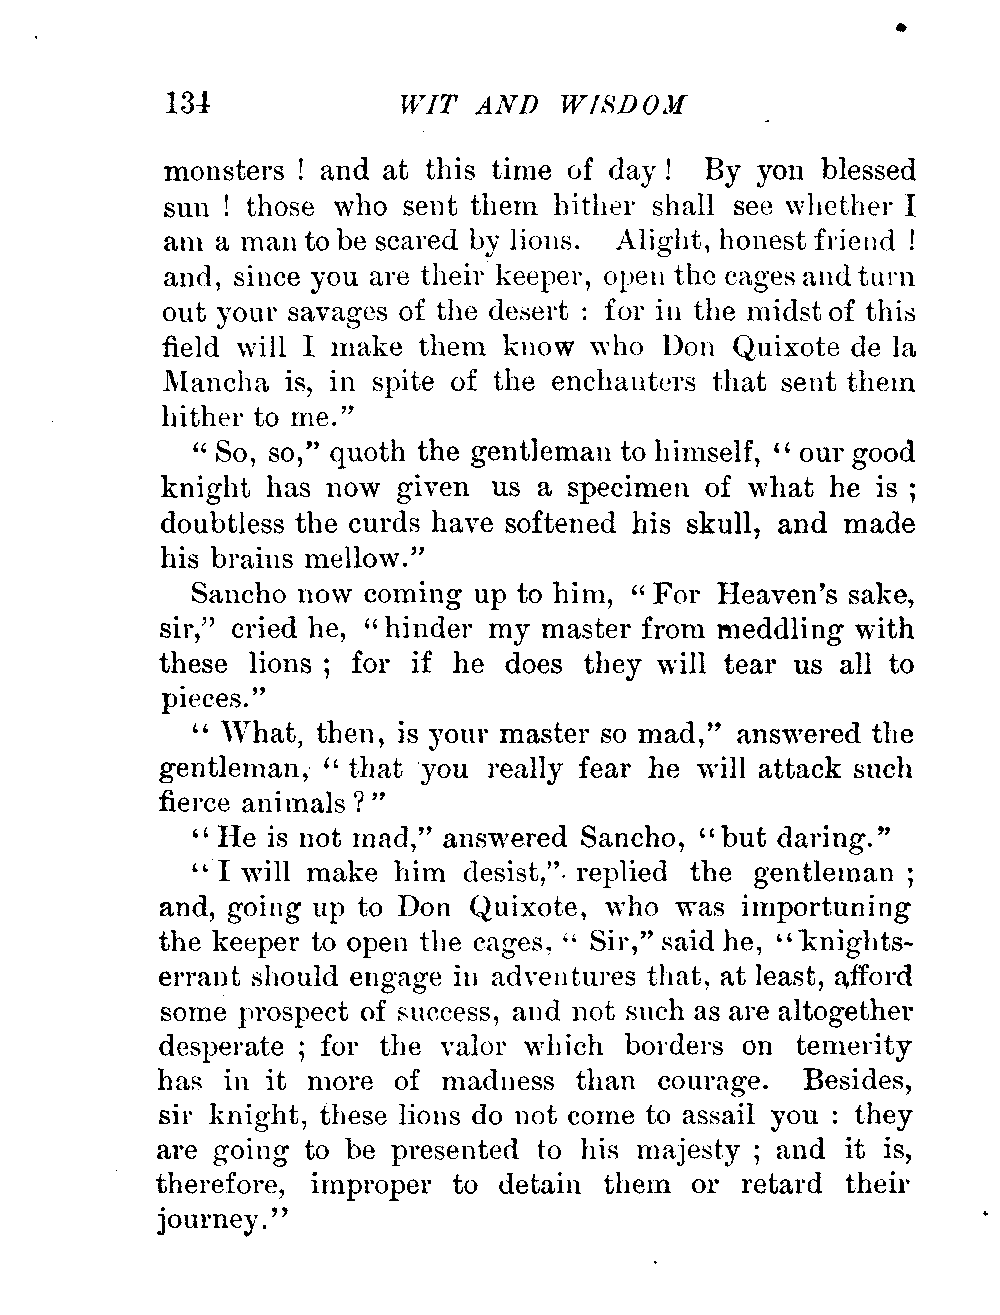 134 WIT AND WISDOM
monsters ! and at this time of day ! By yon blessed
sun ! those who sent them hither shall see whether I
am a man to be scared by lions. Alight, honest friend !
and, since you are their keeper, open the cages and turn
out your savages of the desert : for in the midst of this
field will I make them know who Don Quixote de la
Mancha is, in spite of the enchanters that sent them
hither to me.”
“ So, so,” quoth the gentleman to himself, “ our good
knight has now given us a specimen of what he is ;
doubtless the curds have softened his skull, and made
his brains mellow.”
Sancho now coming up to him, “ For Heaven’s sake,
sir,” cried he, “ hinder my master from meddling with
these lions ; for if he does they will tear us all to
pieces.”
“ What, then, is your master so mad,” answered the
gentleman, “ that you really fear he will attack such
fierce animals ? ”
“ He is not mad,” answered Sancho, “ but daring.”
“ I will make him desist,” replied the gentleman ;
and, going up to Don Quixote, who was importuning
the keeper to open the cages, “ Sir,” said he, “ knights-
errant should engage in adventures that, at least, afford
some prospect of success, and not such as are altogether
desperate ; for the valor which borders on temerity
has in it more of madness than courage. Besides,
sir knight, these lions do not come to assail you : they
are going to be presented to his majesty ; and it is,
therefore, improper to detain them or retard their
journey.”